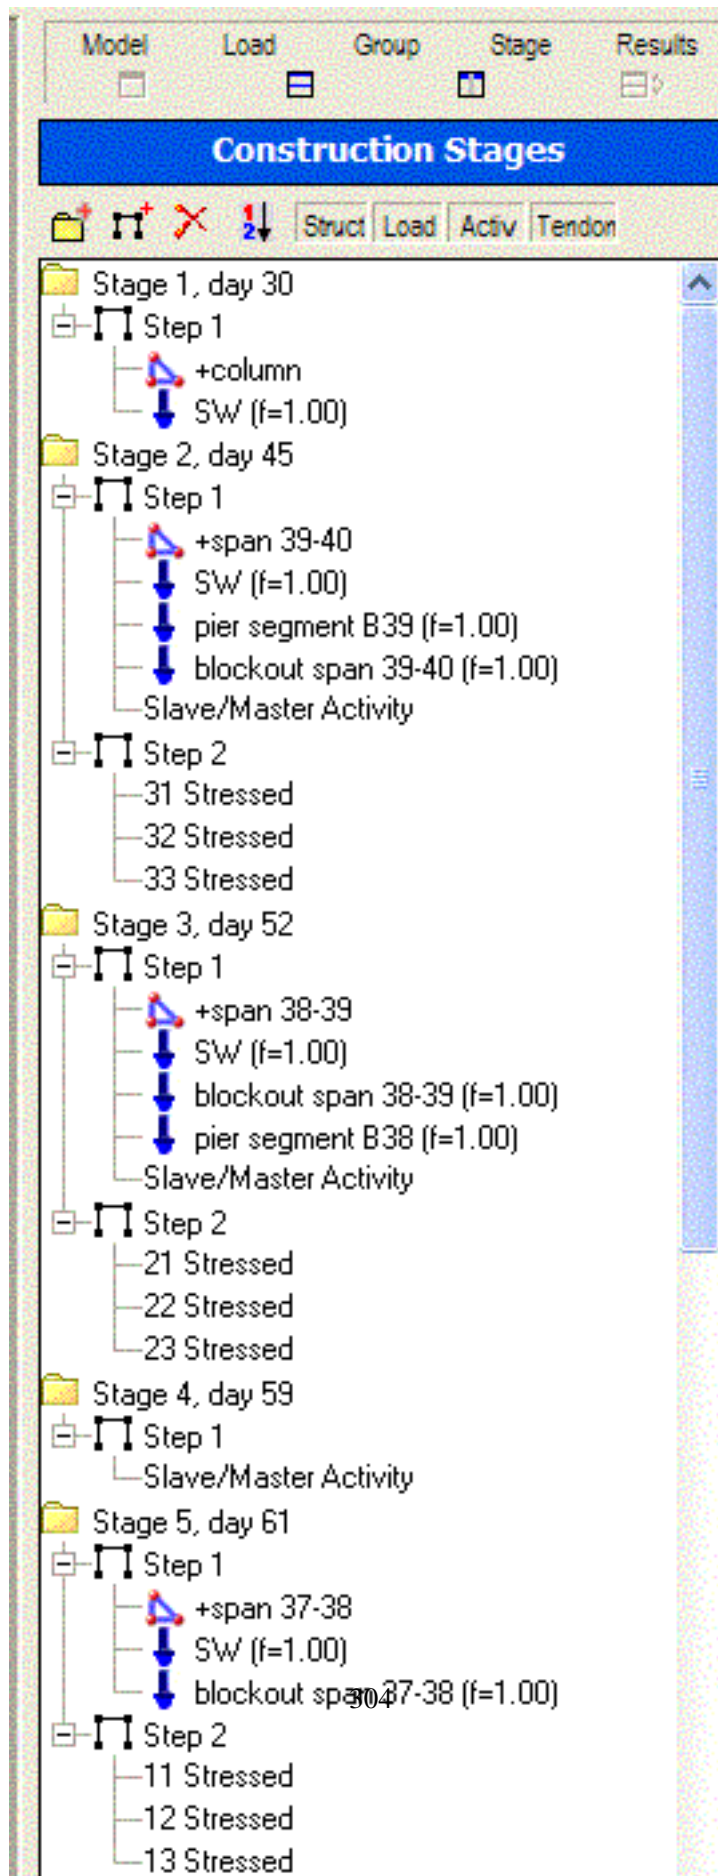 Model Load Group Stage Results
Construction Stages
1 2 Struct Load Activ Tendon
Stage 1, day 30
Step 1
+column
SW (f=1.00)
Stage 2, day 45
Step 1
+span 39-40
SW (f=1.00)
pier segment B39 (f=1.00)
blockout span 39-40 (f=1.00)
Slave/Master Activity
Step 2
31 Stressed
32 Stressed
33 Stressed
Stage 3, day 52
Step 1
+span 38-39
SW (f=1.00)
blockout span 38-39 (f=1.00)
pier segment B38 (f=1.00)
Slave/Master Activity
Step 2
21 Stressed
22 Stressed
23 Stressed
Stage 4, day 59
Step 1
Slave/Master Activity
Stage 5, day 61
Step 1
+span 37-38
SW (f=1.00)
blockout span 37-38 (f=1.00)
304
Step 2
11 Stressed
12 Stressed
13 Stressed